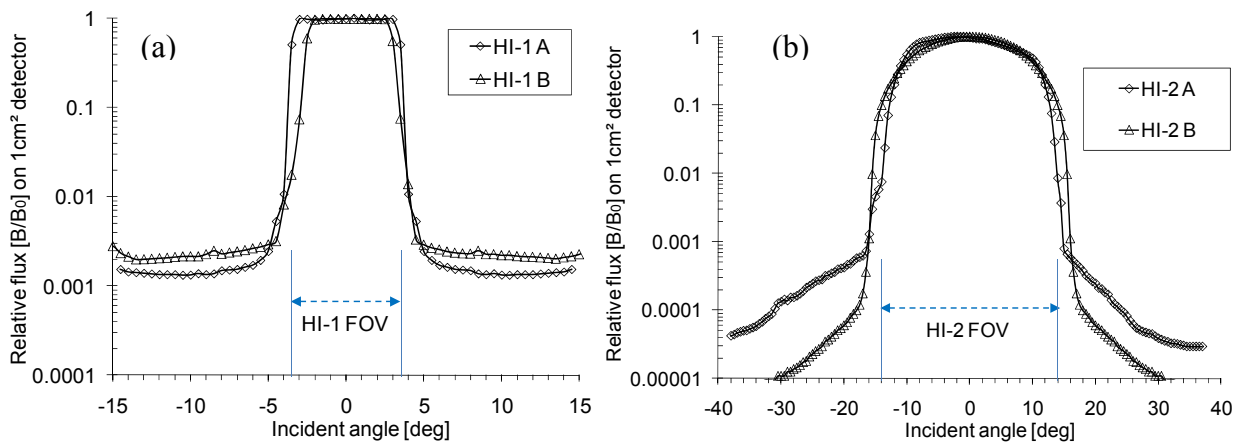 (a)
HI-1 A
HI-1 B
Relative flux [B/B₀] on 1cm² detector
1
0.1
0.01
0.001
0.0001
HI-1 FOV
-15 -10 -5 0 5 10 15
Incident angle [deg]
(b)
HI-2 A
HI-2 B
Relative flux [B/B₀] on 1cm² detector
1
0.1
0.01
0.001
0.0001
0.00001
HI-2 FOV
-40 -30 -20 -10 0 10 20 30 40
Incident angle [deg]